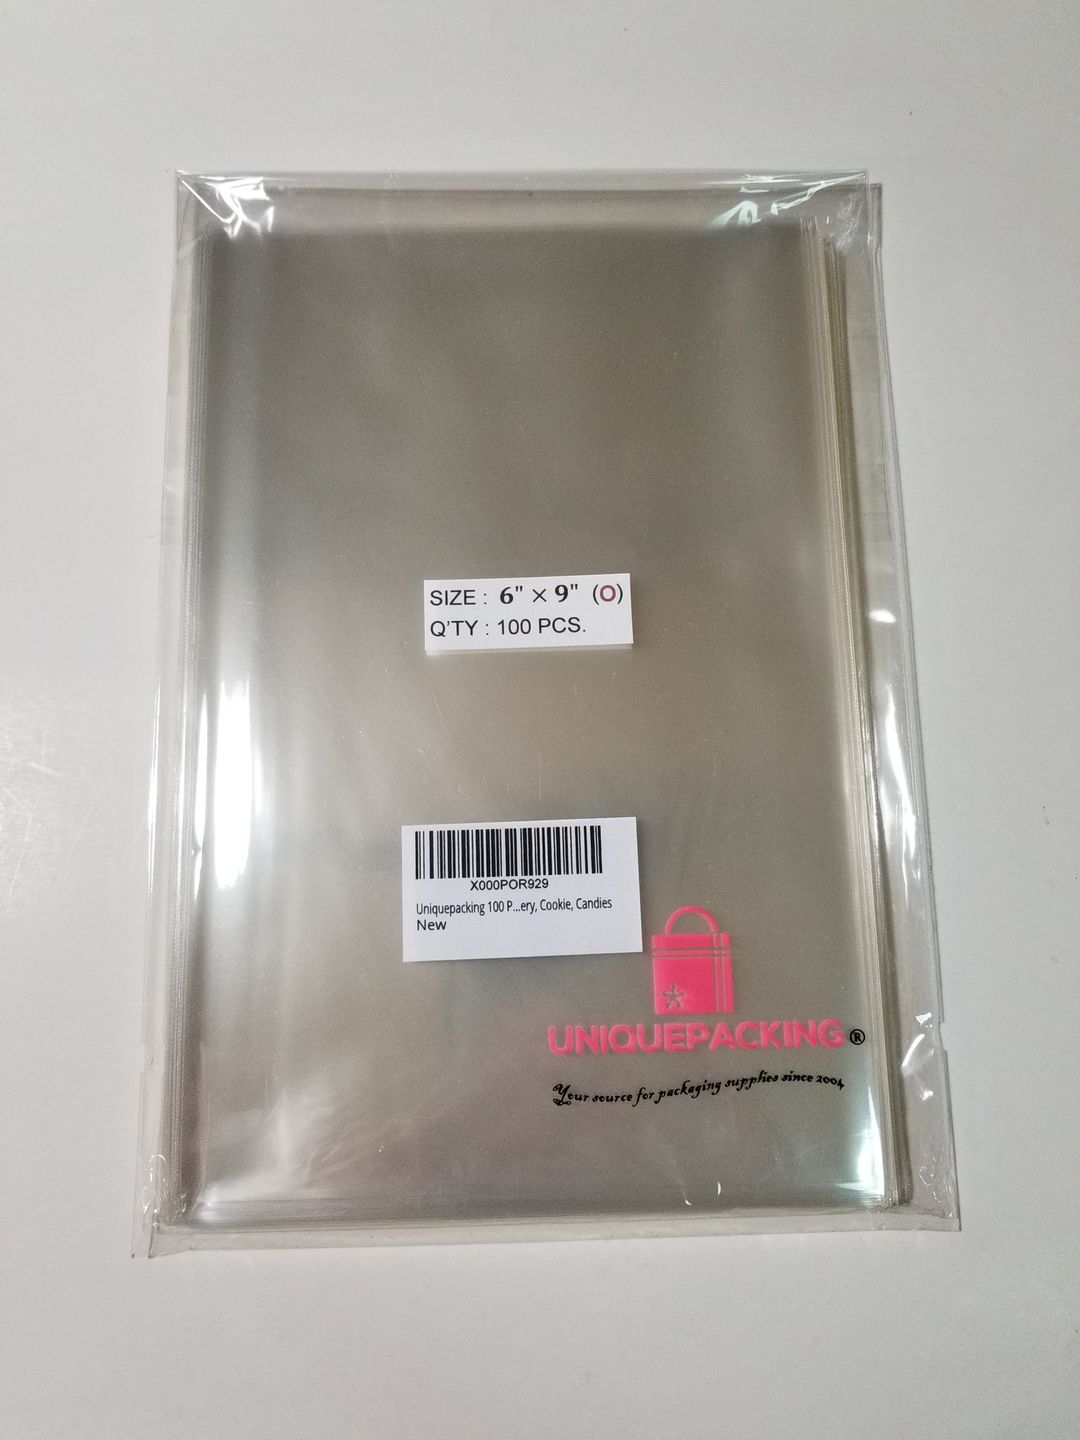 SIZE : 6" × 9" (O)
Q'TY : 100 PCS.
X000POR929
Uniquepacking 100 P...ery, Cookie, Candies
New
UNIQUEPACKING ®
Your source for packaging supplies since 2004